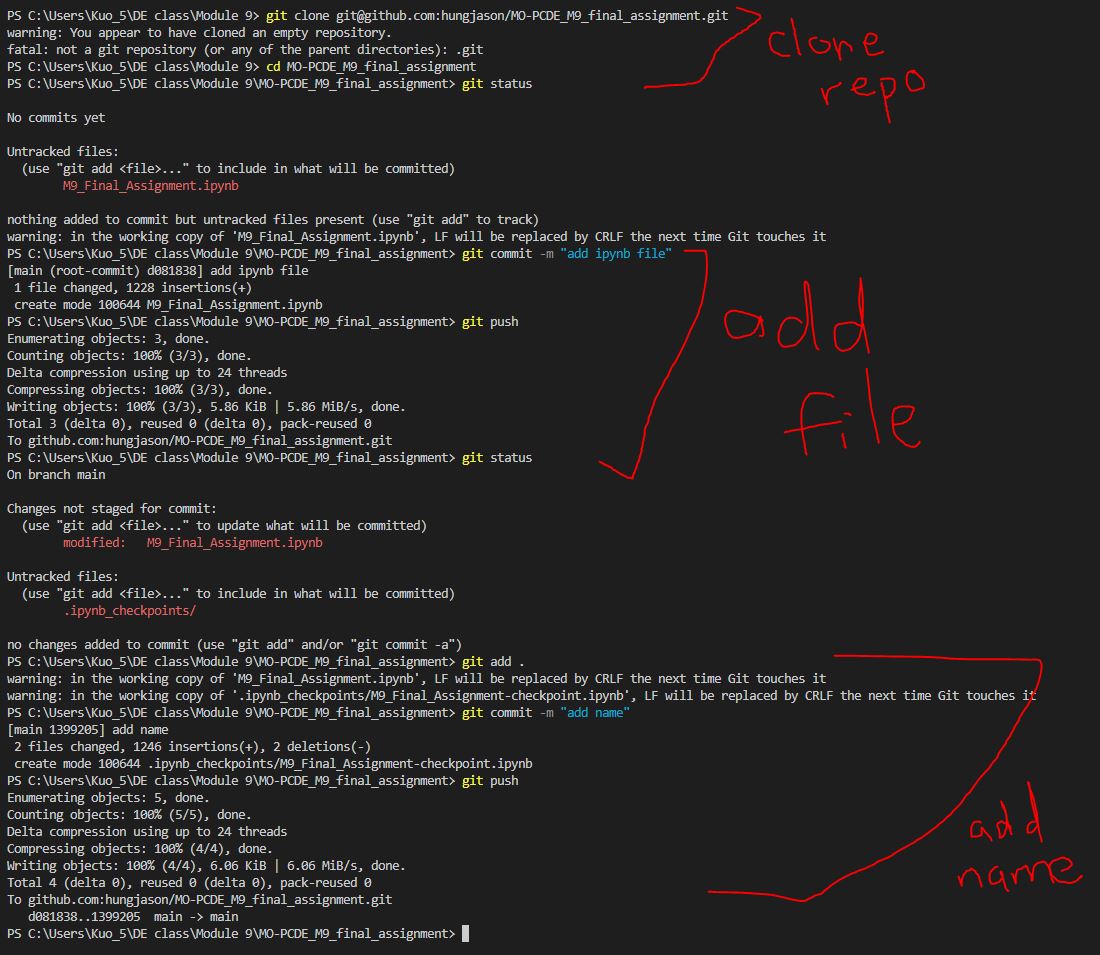 PS C:\Users\Kuo_5\DE class\Module 9> git clone git@github.com:hungjason/MO-PCDE_M9_final_assignment.git
warning: You appear to have cloned an empty repository.
fatal: not a git repository (or any of the parent directories): .git
PS C:\Users\Kuo_5\DE class\Module 9> cd MO-PCDE_M9_final_assignment
PS C:\Users\Kuo_5\DE class\Module 9\MO-PCDE_M9_final_assignment> git status
clone
repo
No commits yet
Untracked files:
(use "git add <file>..." to include in what will be committed)
M9_Final_Assignment.ipynb
nothing added to commit but untracked files present (use "git add" to track)
warning: in the working copy of 'M9_Final_Assignment.ipynb', LF will be replaced by CRLF the next time Git touches it
PS C:\Users\Kuo_5\DE class\Module 9\MO-PCDE_M9_final_assignment> git commit -m "add ipynb file"
[main (root-commit) d081838] add ipynb file
1 file changed, 1228 insertions(+)
create mode 100644 M9_Final_Assignment.ipynb
PS C:\Users\Kuo_5\DE class\Module 9\MO-PCDE_M9_final_assignment> git push
Enumerating objects: 3, done.
Counting objects: 100% (3/3), done.
Delta compression using up to 24 threads
Compressing objects: 100% (3/3), done.
Writing objects: 100% (3/3), 5.86 KiB | 5.86 MiB/s, done.
Total 3 (delta 0), reused 0 (delta 0), pack-reused 0
To github.com:hungjason/MO-PCDE_M9_final_assignment.git
PS C:\Users\Kuo_5\DE class\Module 9\MO-PCDE_M9_final_assignment> git status
On branch main
add
file
Changes not staged for commit:
(use "git add <file>..." to update what will be committed)
modified: M9_Final_Assignment.ipynb
Untracked files:
(use "git add <file>..." to include in what will be committed)
.ipynb_checkpoints/
no changes added to commit (use "git add" and/or "git commit -a")
PS C:\Users\Kuo_5\DE class\Module 9\MO-PCDE_M9_final_assignment> git add .
warning: in the working copy of 'M9_Final_Assignment.ipynb', LF will be replaced by CRLF the next time Git touches it
warning: in the working copy of '.ipynb_checkpoints/M9_Final_Assignment-checkpoint.ipynb', LF will be replaced by CRLF the next time Git touches it
PS C:\Users\Kuo_5\DE class\Module 9\MO-PCDE_M9_final_assignment> git commit -m "add name"
[main 1399205] add name
2 files changed, 1246 insertions(+), 2 deletions(-)
create mode 100644 .ipynb_checkpoints/M9_Final_Assignment-checkpoint.ipynb
PS C:\Users\Kuo_5\DE class\Module 9\MO-PCDE_M9_final_assignment> git push
Enumerating objects: 5, done.
Counting objects: 100% (5/5), done.
Delta compression using up to 24 threads
Compressing objects: 100% (4/4), done.
Writing objects: 100% (4/4), 6.06 KiB | 6.06 MiB/s, done.
Total 4 (delta 0), reused 0 (delta 0), pack-reused 0
To github.com:hungjason/MO-PCDE_M9_final_assignment.git
d081838..1399205 main -> main
PS C:\Users\Kuo_5\DE class\Module 9\MO-PCDE_M9_final_assignment>
add
name